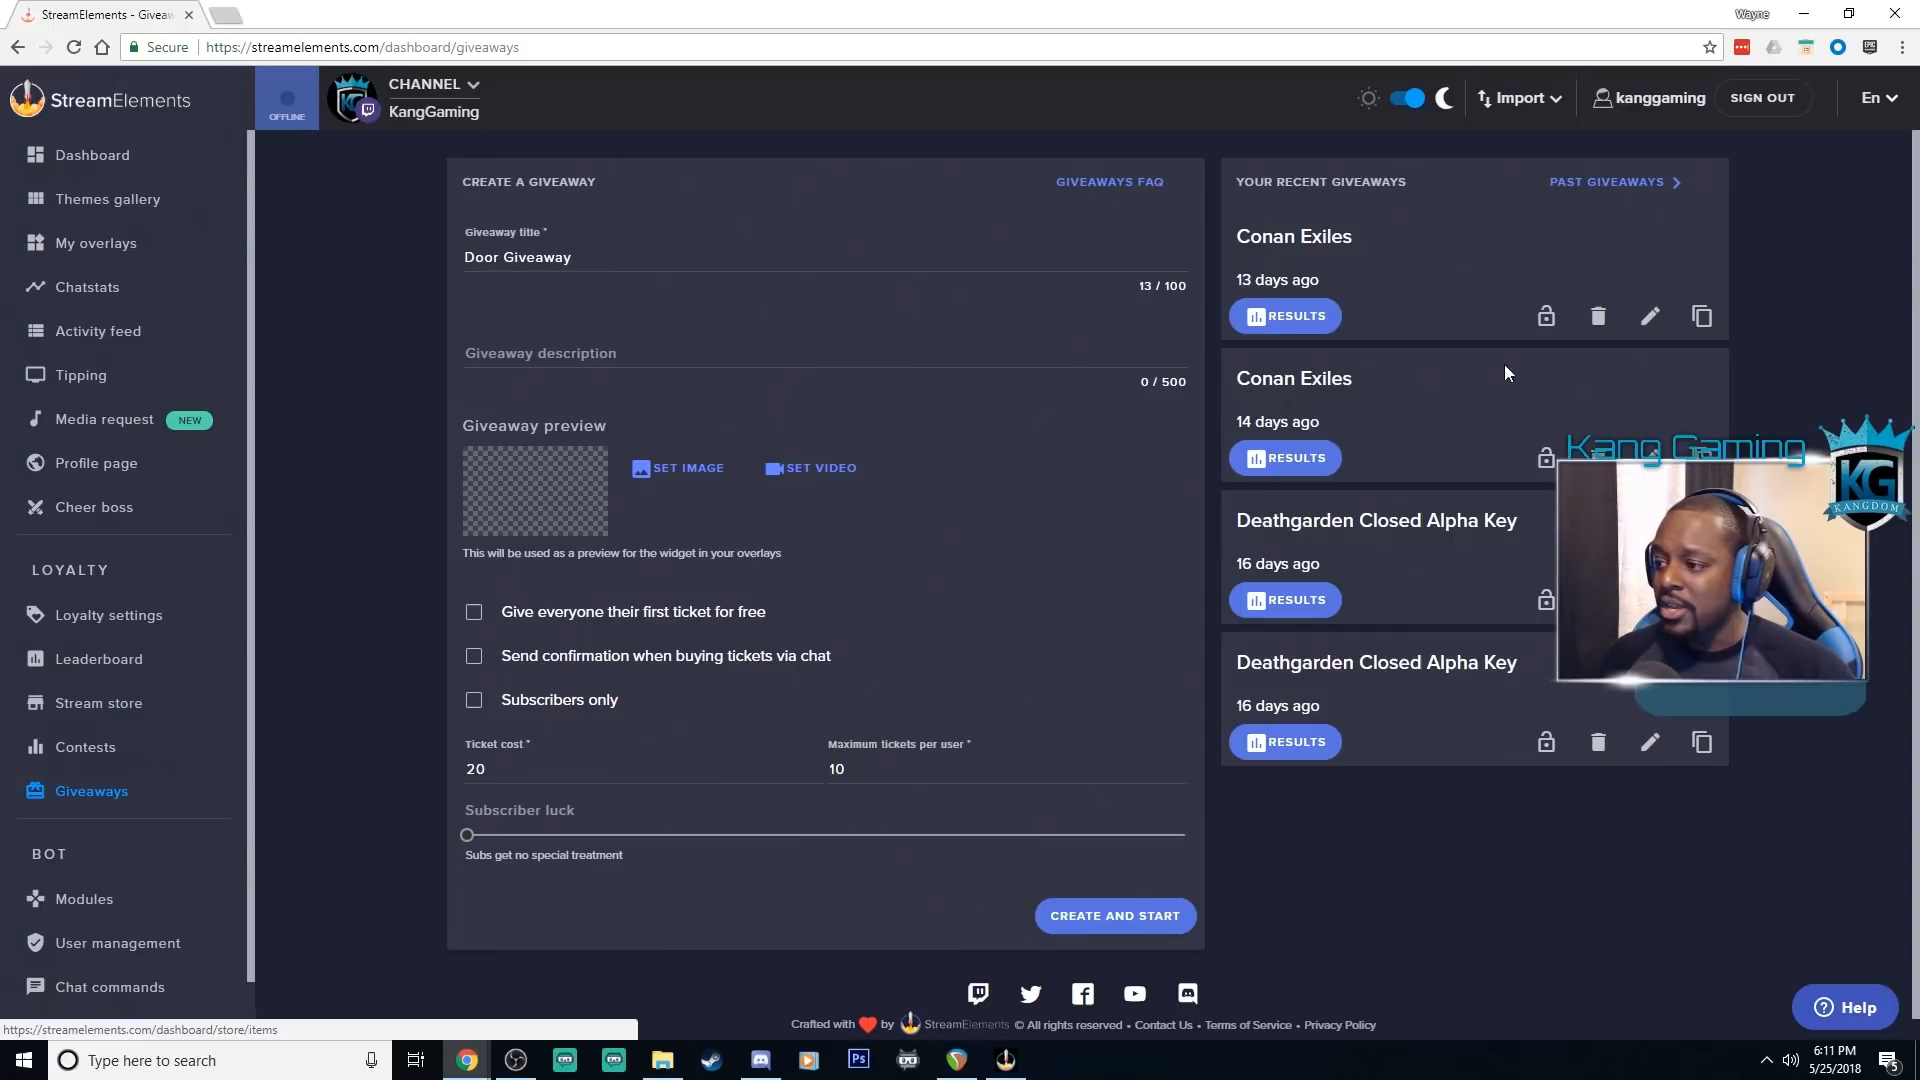 StreamElements - Giveaw
Wayne
Secure
https://streamelements.com/dashboard/giveaways
StreamElements
OFFLINE
CHANNEL
KangGaming
Import
kanggaming
SIGN OUT
En
Dashboard
Themes gallery
My overlays
Chatstats
Activity feed
Tipping
Media request NEW
Profile page
Cheer boss
LOYALTY
Loyalty settings
Leaderboard
Stream store
Contests
Giveaways
BOT
Modules
User management
Chat commands
https://streamelements.com/dashboard/store/items
CREATE A GIVEAWAY
GIVEAWAYS FAQ
Giveaway title *
Door Giveaway
13 / 100
Giveaway description
0 / 500
Giveaway preview
SET IMAGE
SET VIDEO
This will be used as a preview for the widget in your overlays
Give everyone their first ticket for free
Send confirmation when buying tickets via chat
Subscribers only
Ticket cost *
20
Maximum tickets per user *
10
Subscriber luck
Subs get no special treatment
CREATE AND START
YOUR RECENT GIVEAWAYS
PAST GIVEAWAYS
Conan Exiles
13 days ago
RESULTS
Conan Exiles
14 days ago
RESULTS
Deathgarden Closed Alpha Key
16 days ago
RESULTS
Deathgarden Closed Alpha Key
16 days ago
RESULTS
Kang Gaming
KG
KANGDOM
Crafted with by StreamElements © All rights reserved • Contact Us • Terms of Service • Privacy Policy
Help
Type here to search
Ps
6:11 PM
5/25/2018
5